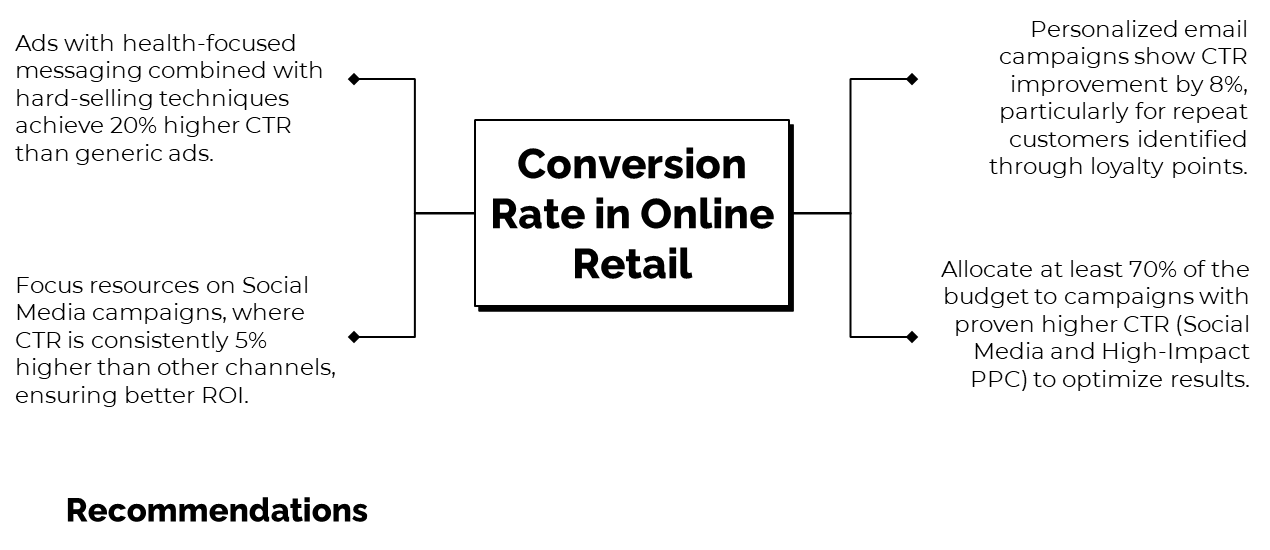 Ads with health-focused
messaging combined with
hard-selling techniques
achieve 20% higher CTR
than generic ads.
Personalized email
campaigns show CTR
improvement by 8%,
particularly for repeat
customers identified
through loyalty points.
Conversion
Rate in Online
Retail
Focus resources on Social
Media campaigns, where
CTR is consistently 5%
higher than other channels,
ensuring better ROI.
Allocate at least 70% of the
budget to campaigns with
proven higher CTR (Social
Media and High-Impact
PPC) to optimize results.
Recommendations